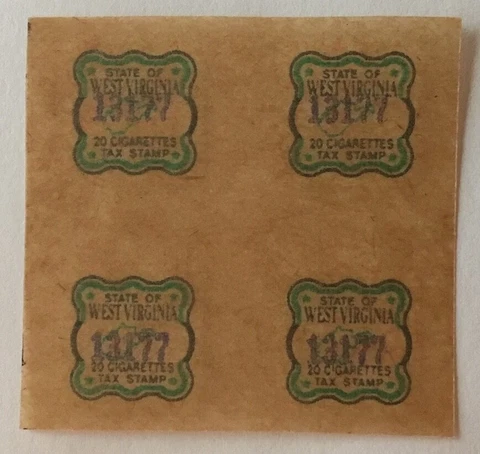 STATE OF
WEST VIRGINIA
13177
20 CIGARETTES
TAX STAMP
STATE OF
WEST VIRGINIA
13177
20 CIGARETTES
TAX STAMP
STATE OF
WEST VIRGINIA
13177
20 CIGARETTES
TAX STAMP
STATE OF
WEST VIRGINIA
13177
20 CIGARETTES
TAX STAMP